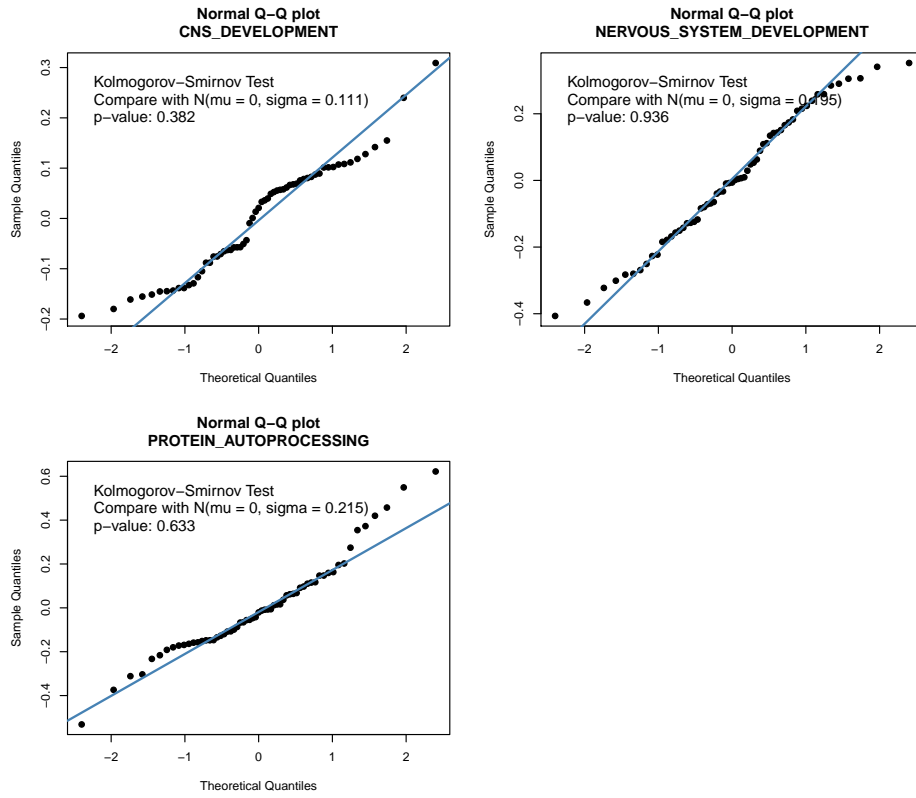 Normal Q−Q plot
CNS_DEVELOPMENT
Kolmogorov−Smirnov Test
Compare with N(mu = 0, sigma = 0.111)
p−value: 0.382
Sample Quantiles
0.3
0.2
0.1
0.0
−0.1
−0.2
−2 −1 0 1 2
Theoretical Quantiles
Normal Q−Q plot
NERVOUS_SYSTEM_DEVELOPMENT
Kolmogorov−Smirnov Test
Compare with N(mu = 0, sigma = 0.195)
p−value: 0.936
Sample Quantiles
0.2
0.0
−0.2
−0.4
−2 −1 0 1 2
Theoretical Quantiles
Normal Q−Q plot
PROTEIN_AUTOPROCESSING
Kolmogorov−Smirnov Test
Compare with N(mu = 0, sigma = 0.215)
p−value: 0.633
Sample Quantiles
0.6
0.4
0.2
0.0
−0.2
−0.4
−2 −1 0 1 2
Theoretical Quantiles